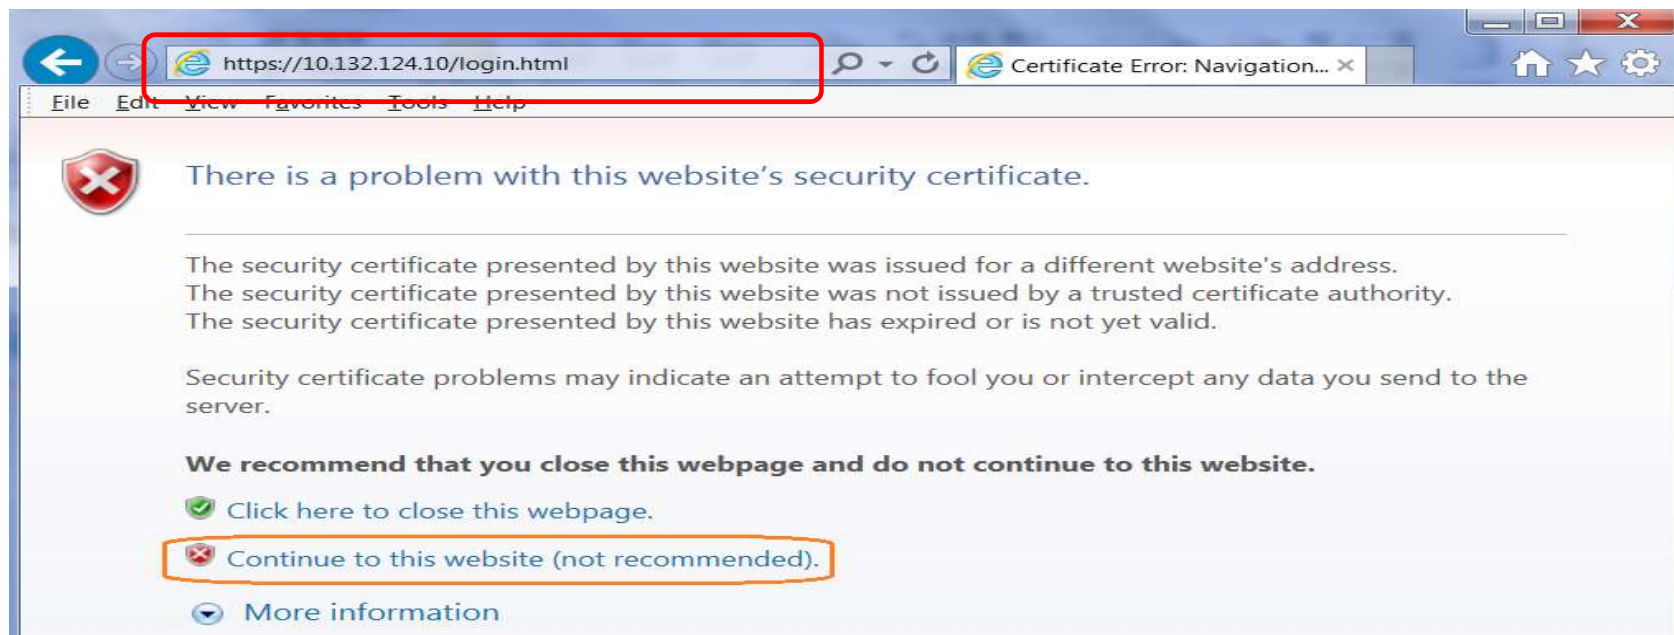 https://10.132.124.10/login.html
Certificate Error: Navigation...
File Edit View Favorites Tools Help
There is a problem with this website's security certificate.
The security certificate presented by this website was issued for a different website's address.
The security certificate presented by this website was not issued by a trusted certificate authority.
The security certificate presented by this website has expired or is not yet valid.
Security certificate problems may indicate an attempt to fool you or intercept any data you send to the
server.
We recommend that you close this webpage and do not continue to this website.
Click here to close this webpage.
Continue to this website (not recommended).
More information